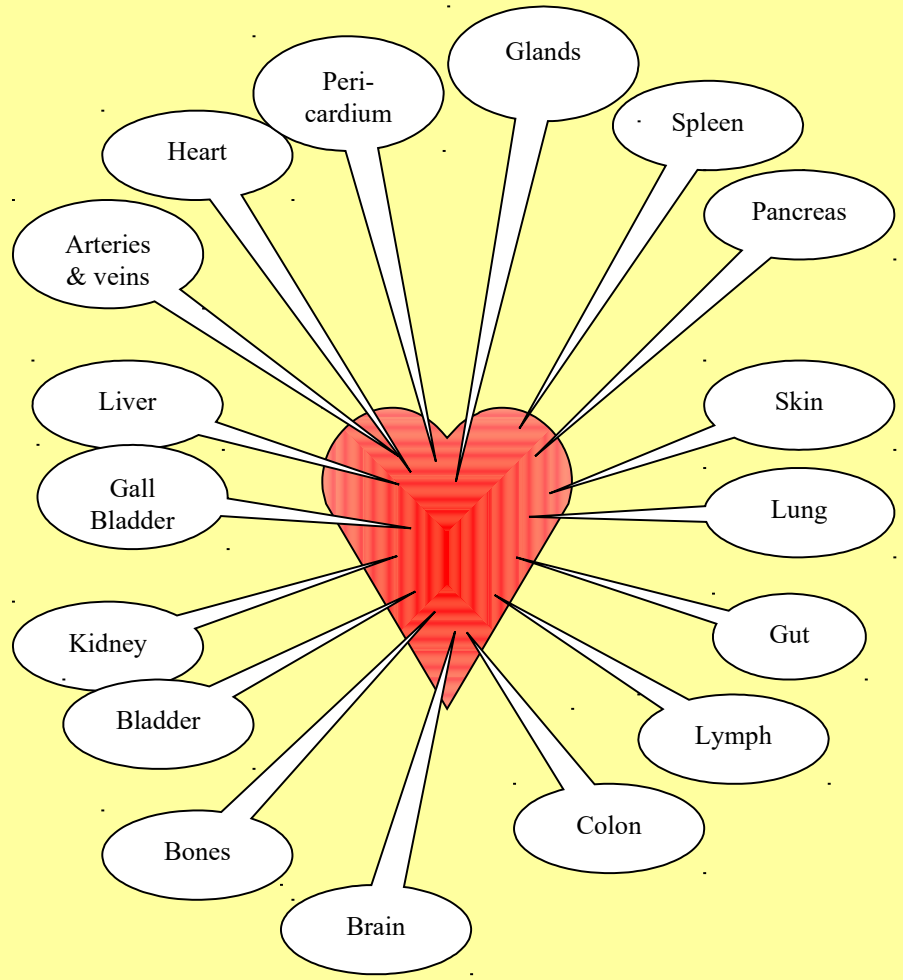 Glands
Peri-
cardium
Spleen
Heart
Pancreas
Arteries
& veins
Liver
Skin
Gall
Bladder
Lung
Kidney
Gut
Bladder
Lymph
Colon
Bones
Brain